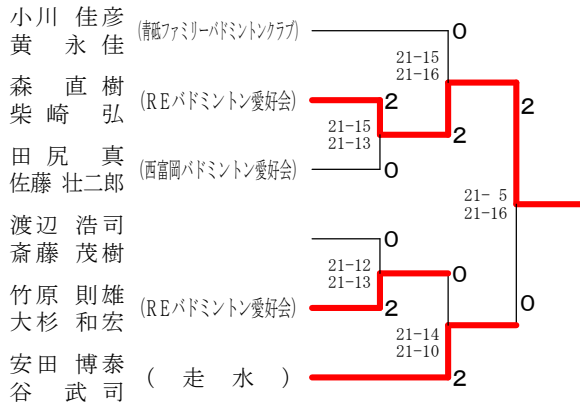 小川 佳彦
黄 永佳
(青砥ファミリーバドミントンクラブ)
0
21-15
21-16
森 直樹
柴崎 弘
(REバドミントン愛好会)
2
2
21-15
21-13
2
田尻 真
佐藤 壮二郎
(西富岡バドミントン愛好会)
0
21- 5
21-16
渡辺 浩司
斎藤 茂樹
0
21-12
21-13
0
竹原 則雄
大杉 和宏
(REバドミントン愛好会)
2
0
21-14
21-10
安田 博泰
谷 武司
( 走 水 )
2